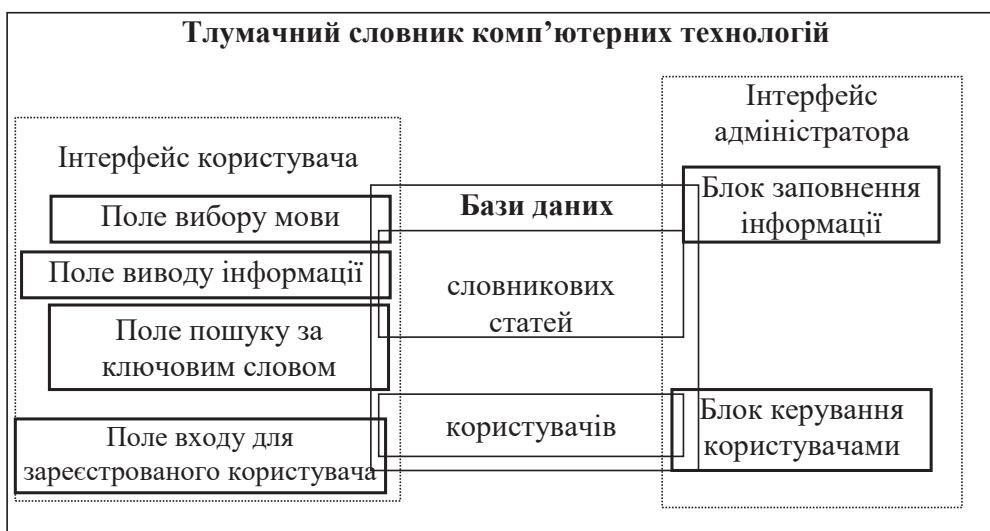 Тлумачний словник комп’ютерних технологій
Інтерфейс користувача
Поле вибору мови
Поле виводу інформації
Поле пошуку за
ключовим словом
Поле входу для
зареєстрованого користувача
Бази даних
словникових
статей
користувачів
Інтерфейс
адміністратора
Блок заповнення
інформації
Блок керування
користувачами